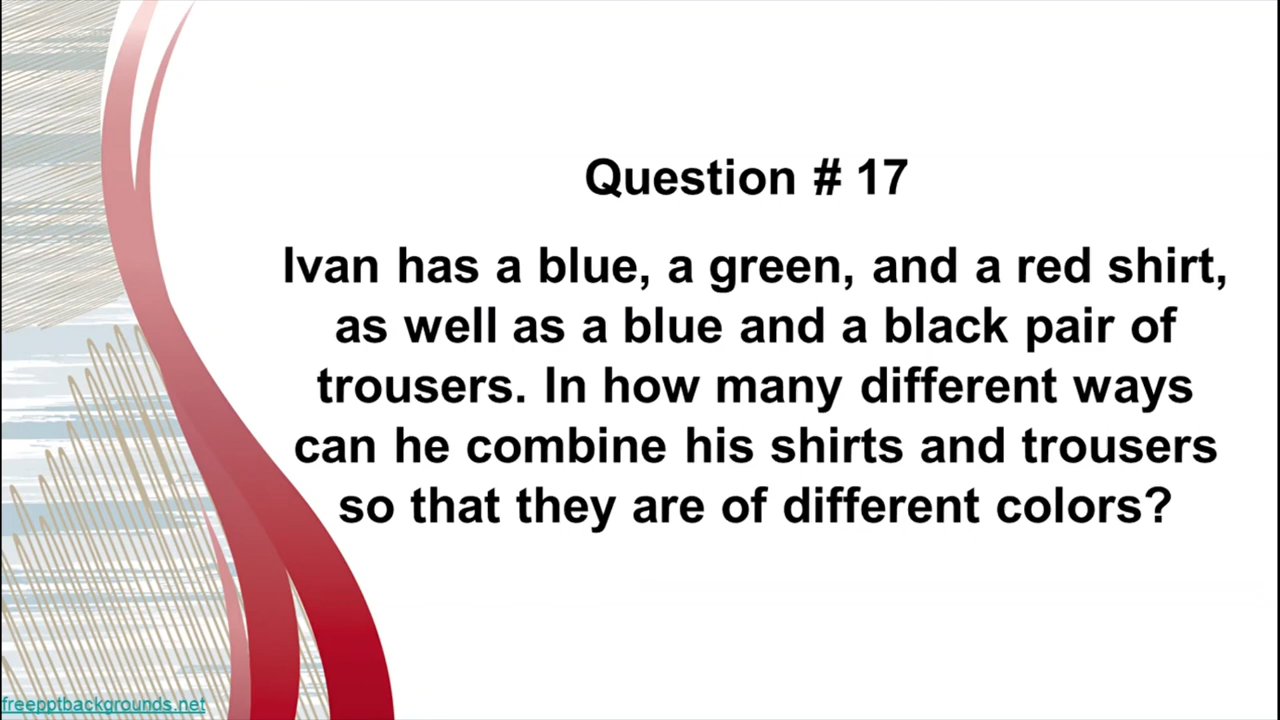 Question # 17
Ivan has a blue, a green, and a red shirt,
as well as a blue and a black pair of
trousers. In how many different ways
can he combine his shirts and trousers
so that they are of different colors?
freepptbackgrounds.net